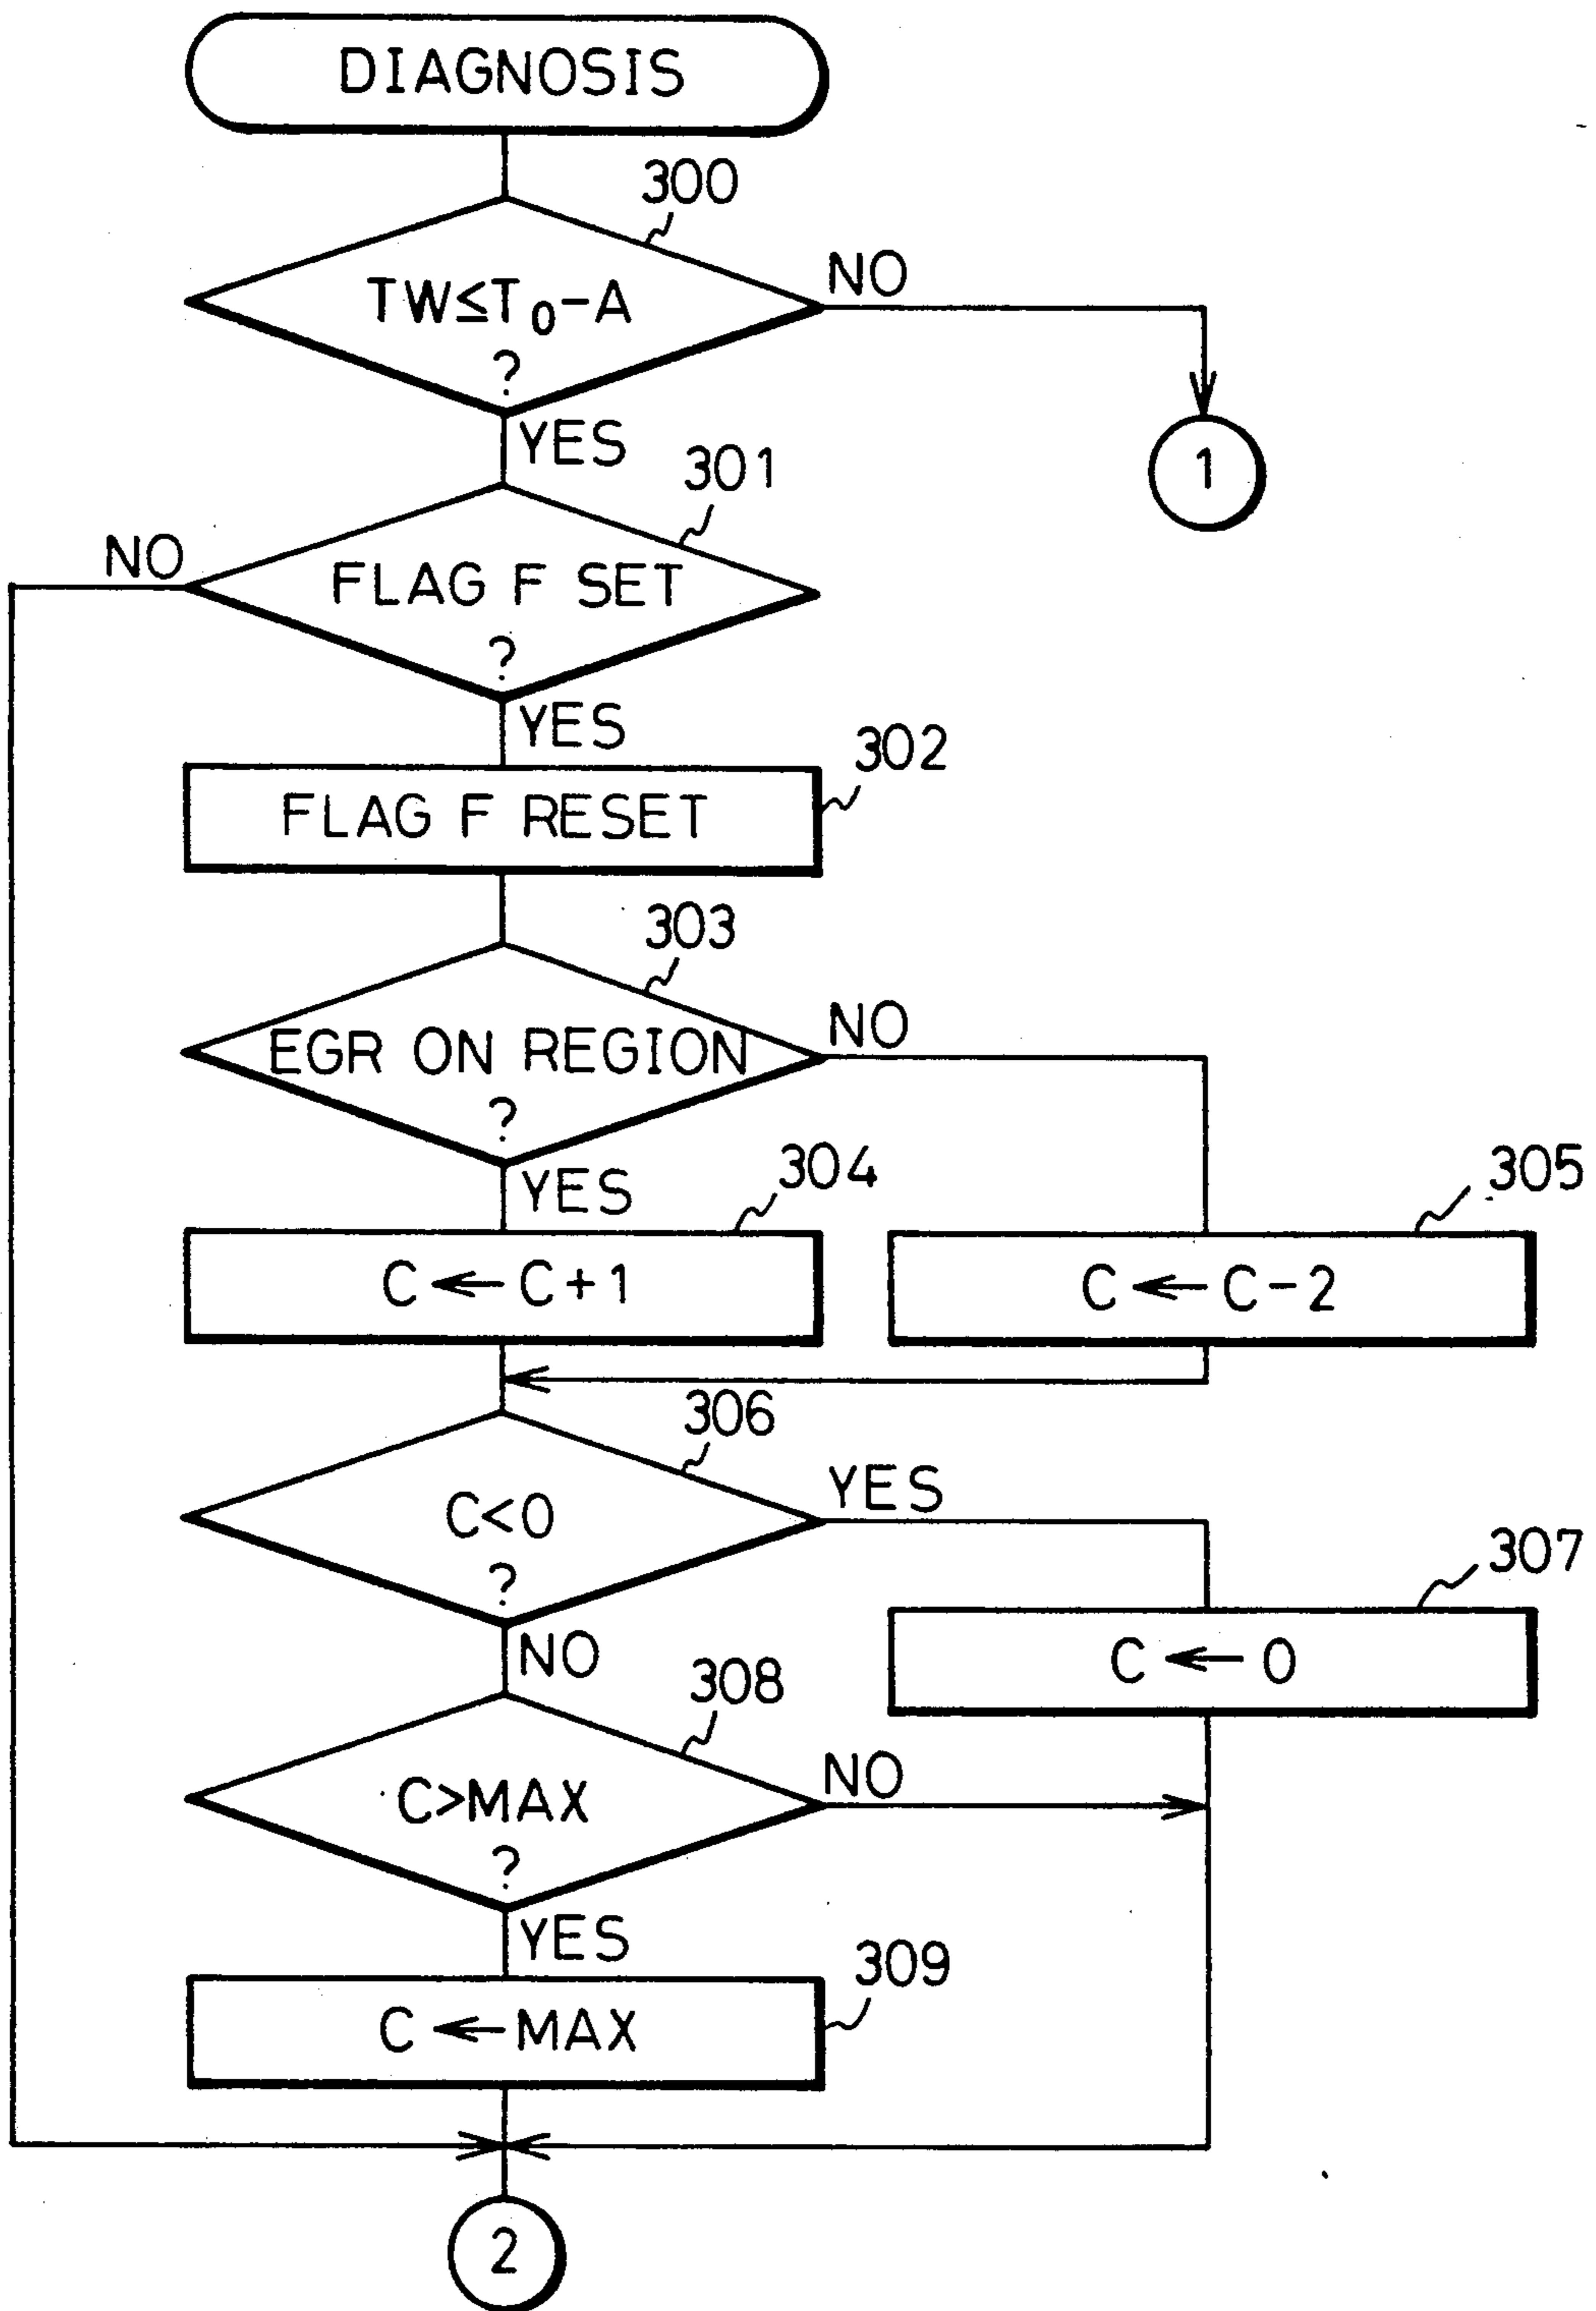 DIAGNOSIS
300
TW≤T₀-A
?
NO
YES
1
301
NO
FLAG F SET
?
YES
302
FLAG F RESET
303
EGR ON REGION
?
NO
YES
304
305
C ← C+1
C ← C-2
306
C<0
?
YES
NO
307
C ← 0
308
C>MAX
?
NO
YES
309
C ← MAX
2